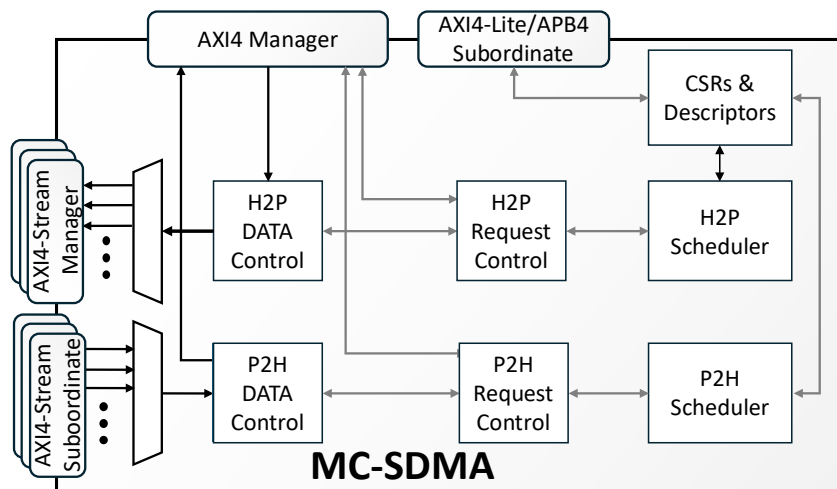 AXI4 Manager
AXI4-Lite/APB4
Subordinate
CSRs &
Descriptors
AXI4-Stream
Manager
H2P
DATA
Control
H2P
Request
Control
H2P
Scheduler
AXI4-Stream
Suboordinate
P2H
DATA
Control
P2H
Request
Control
P2H
Scheduler
MC-SDMA